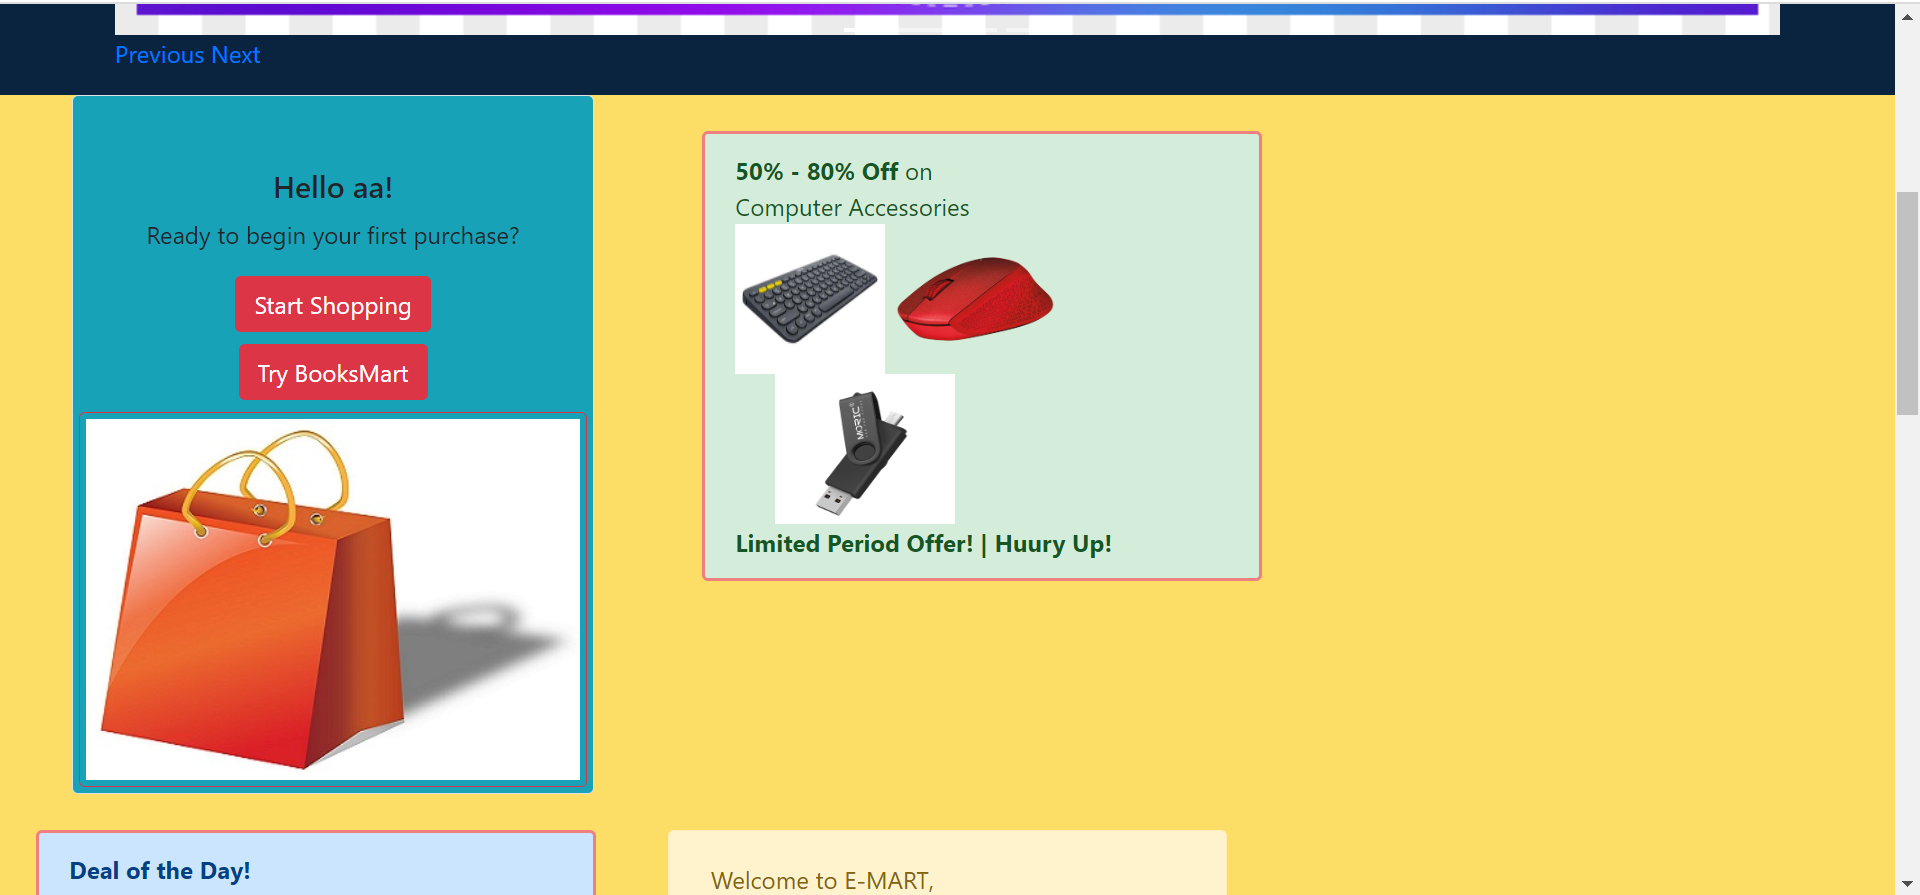 Previous Next
Hello aa!
Ready to begin your first purchase?
Start Shopping
Try BooksMart
50% - 80% Off on
Computer Accessories
MORIC
Limited Period Offer! | Huury Up!
Deal of the Day!
Welcome to E-MART,